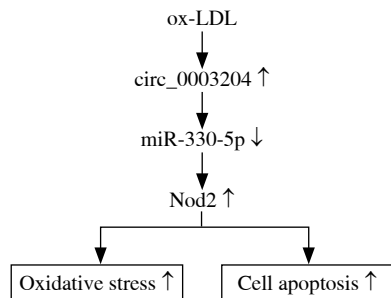 ox-LDL
circ_0003204 ↑
miR-330-5p ↓
Nod2 ↑
Oxidative stress ↑
Cell apoptosis ↑